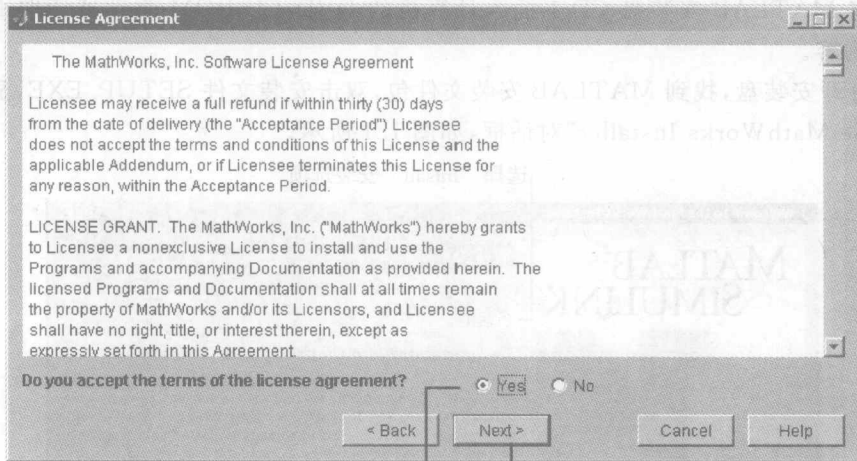 License Agreement
The MathWorks, Inc. Software License Agreement
Licensee may receive a full refund if within thirty (30) days
from the date of delivery (the "Acceptance Period") Licensee
does not accept the terms and conditions of this License and the
applicable Addendum, or if Licensee terminates this License for
any reason, within the Acceptance Period.
LICENSE GRANT. The MathWorks, Inc. ("MathWorks") hereby grants
to Licensee a nonexclusive License to install and use the
Programs and accompanying Documentation as provided herein. The
licensed Programs and Documentation shall at all times remain
the property of MathWorks and/or its Licensors, and Licensee
shall have no right, title, or interest therein, except as
expressly set forth in this Agreement.
Do you accept the terms of the license agreement? Yes No
< Back Next > Cancel Help